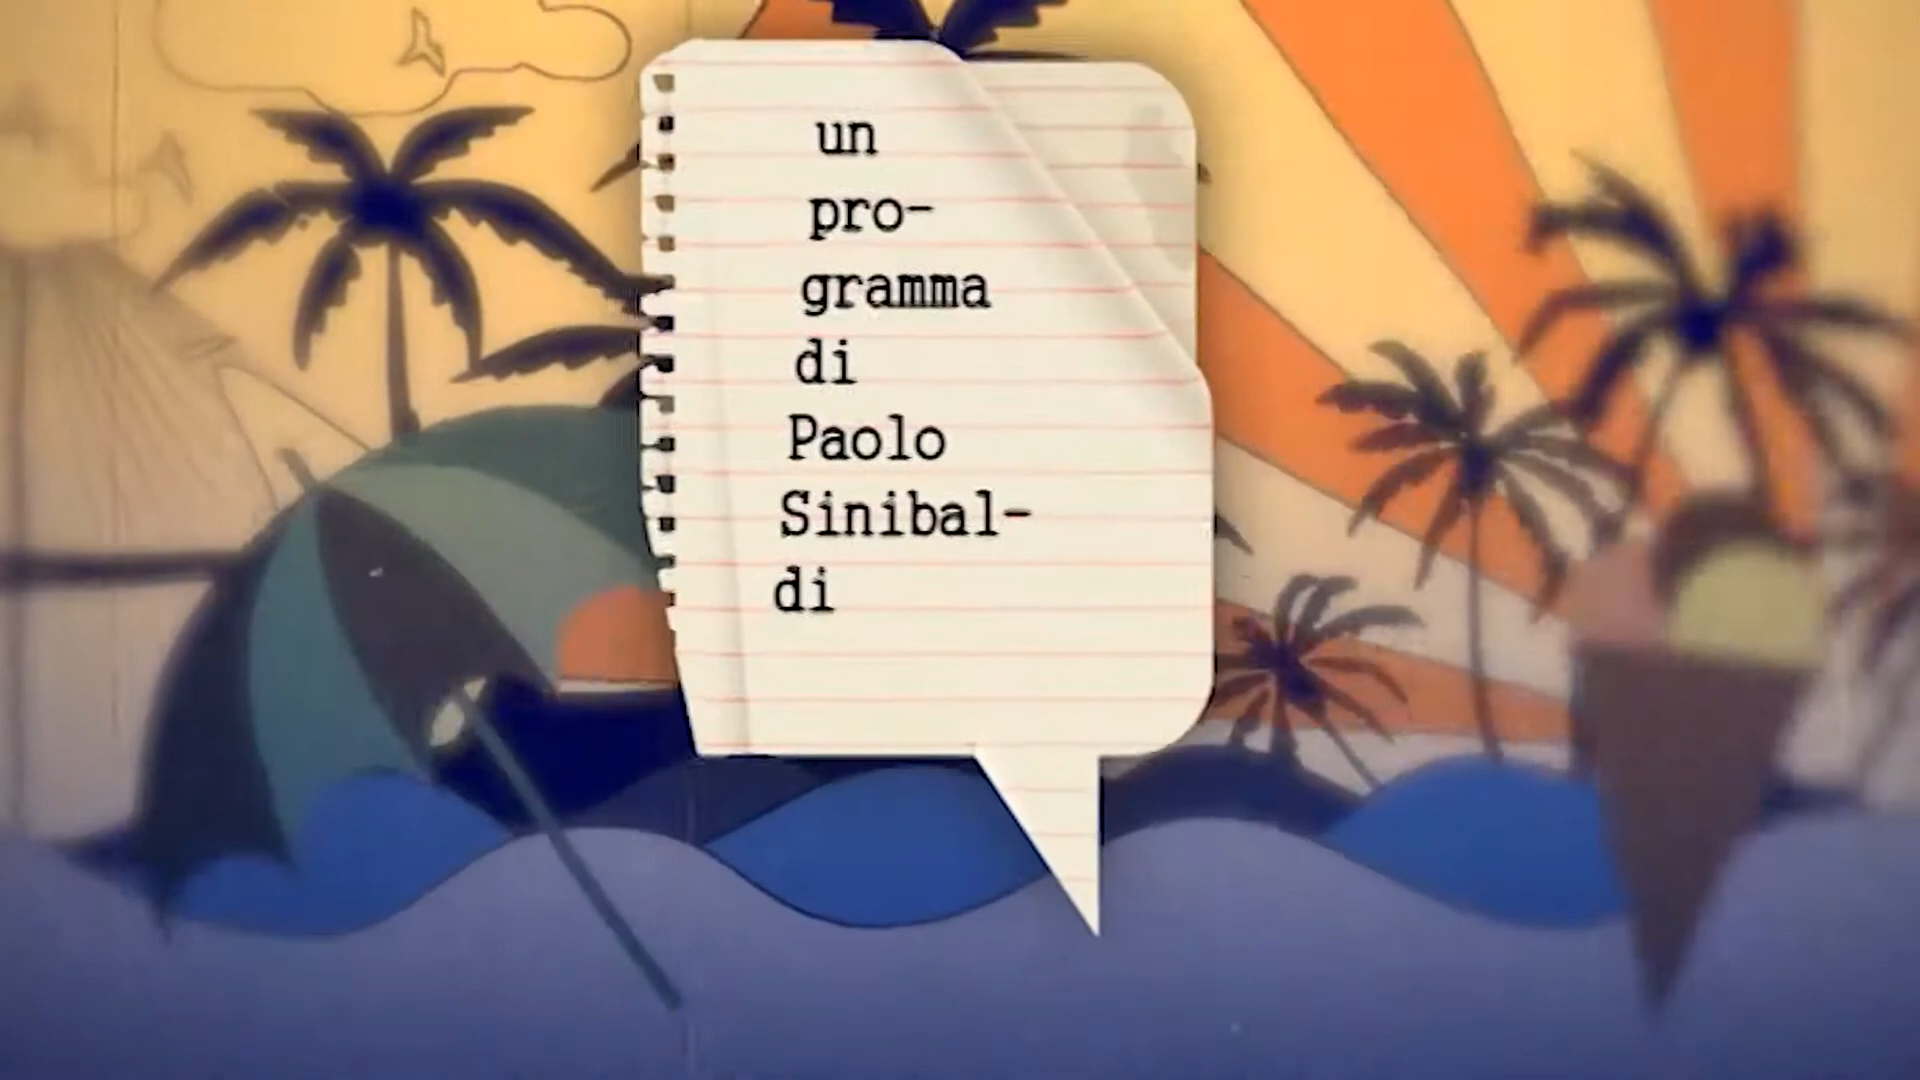 un
pro-
gramma
di
Paolo
Sinibal-
di